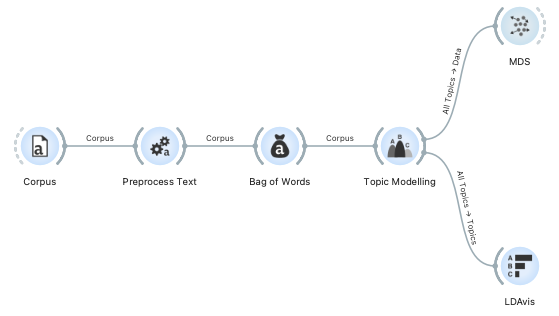 All Topics → Data
MDS
Corpus
Corpus
Corpus
a
a
a
A B C
Corpus
Preprocess Text
Bag of Words
Topic Modelling
All Topics → Topics
A
B
C
LDAvis